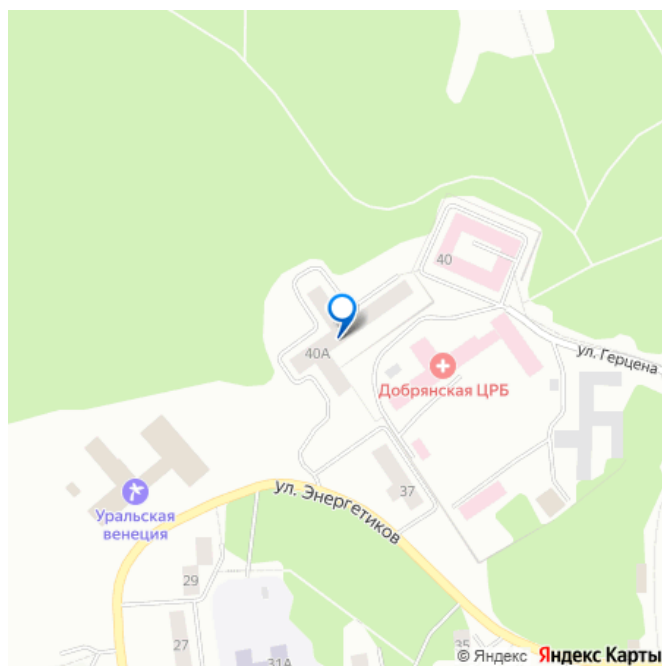 40
ул. Герцена
40А
Добрянская ЦРБ
37
ул. Энергетиков
Уральская
венеция
29
27
31А
35
© Яндекс Яндекс Карты